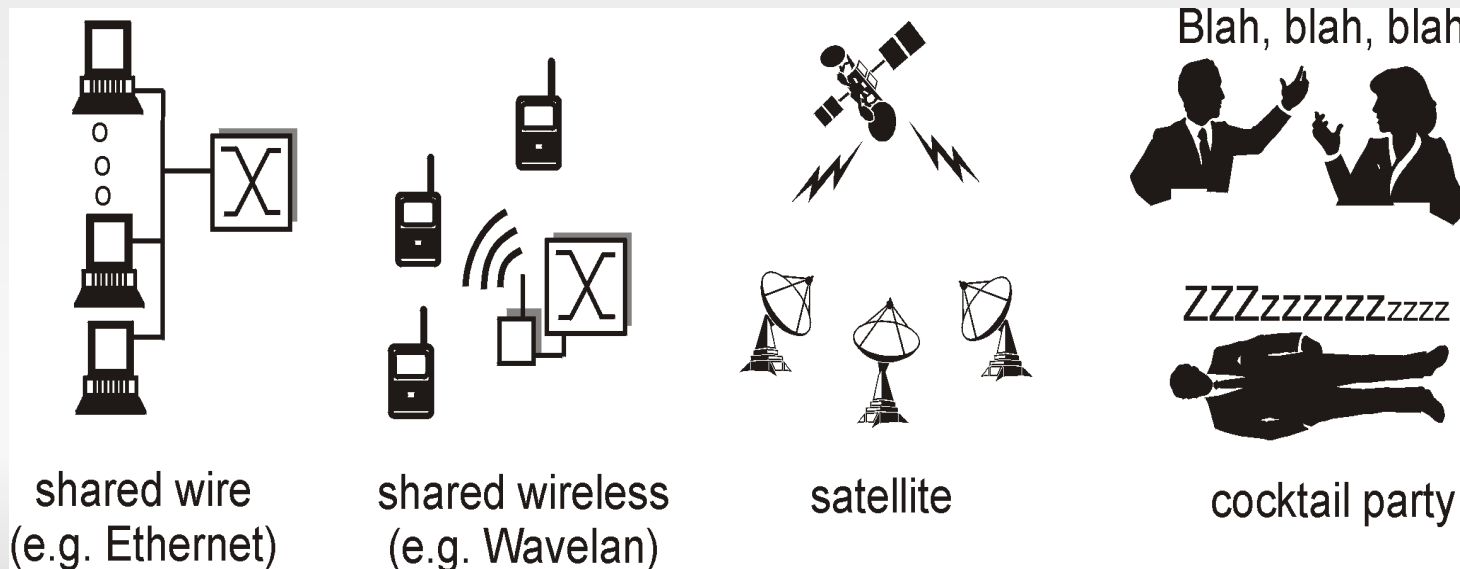 Blah, blah, blah
ZZZzzzzzzzzzz
shared wire
(e.g. Ethernet)
shared wireless
(e.g. Wavelan)
satellite
cocktail party